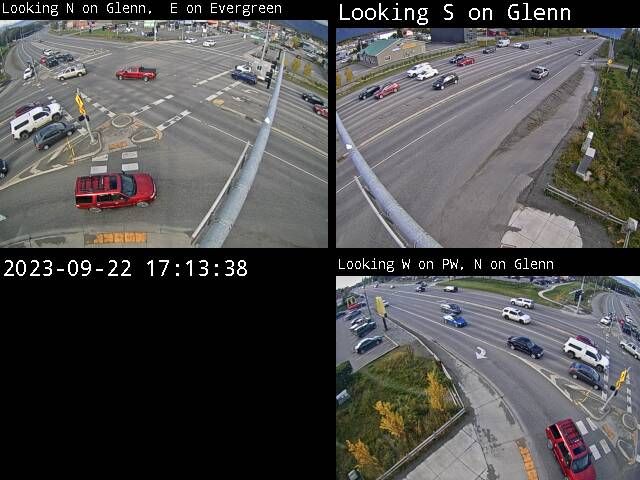 Looking N on Glenn,  E on Evergreen
Looking S on Glenn
2023-09-22 17:13:38
Looking W on PW, N on Glenn